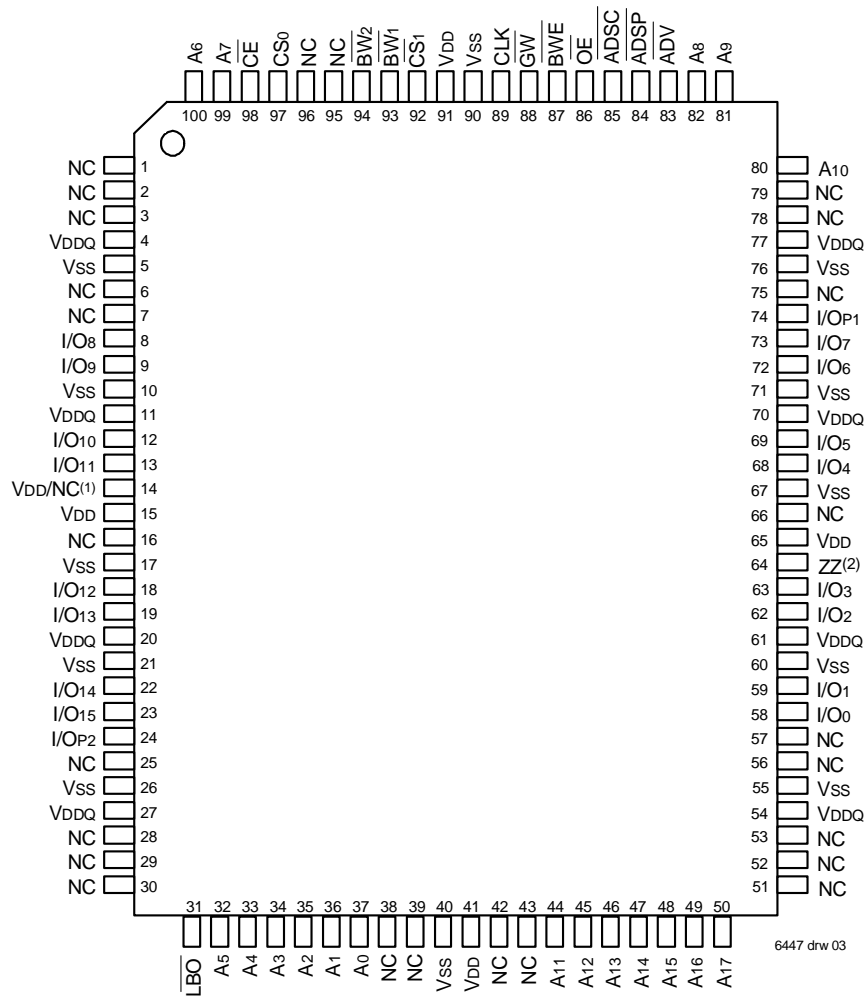 A6 A7 CE CS0 NC NC BW2 BW1 CS1 VDD VSS CLK GW BWE OE ADSC ADSP ADV A8 A9
100 99 98 97 96 95 94 93 92 91 90 89 88 87 86 85 84 83 82 81
NC 1
NC 2
NC 3
VDDQ 4
VSS 5
NC 6
NC 7
I/O8 8
I/O9 9
VSS 10
VDDQ 11
I/O10 12
I/O11 13
VDD/NC(1) 14
VDD 15
NC 16
VSS 17
I/O12 18
I/O13 19
VDDQ 20
VSS 21
I/O14 22
I/O15 23
I/OP2 24
NC 25
VSS 26
VDDQ 27
NC 28
NC 29
NC 30
80 A10
79 NC
78 NC
77 VDDQ
76 VSS
75 NC
74 I/OP1
73 I/O7
72 I/O6
71 VSS
70 VDDQ
69 I/O5
68 I/O4
67 VSS
66 NC
65 VDD
64 ZZ(2)
63 I/O3
62 I/O2
61 VDDQ
60 VSS
59 I/O1
58 I/O0
57 NC
56 NC
55 VSS
54 VDDQ
53 NC
52 NC
51 NC
31 32 33 34 35 36 37 38 39 40 41 42 43 44 45 46 47 48 49 50
LBO A5 A4 A3 A2 A1 A0 NC NC VSS VDD NC NC A11 A12 A13 A14 A15 A16 A17
6447 drw 03